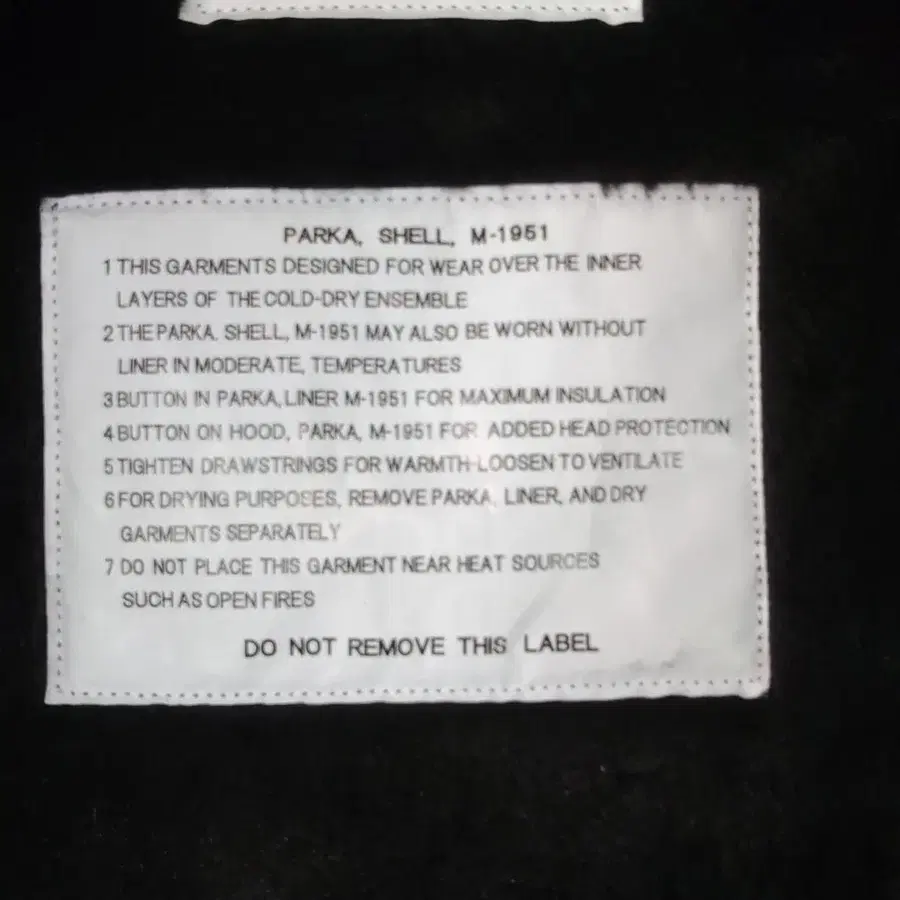 PARKA, SHELL, M-1951
1 THIS GARMENTS DESIGNED FOR WEAR OVER THE INNER
LAYERS OF THE COLD-DRY ENSEMBLE
2 THE PARKA. SHELL, M-1951 MAY ALSO BE WORN WITHOUT
LINER IN MODERATE, TEMPERATURES
3 BUTTON IN PARKA, LINER M-1951 FOR MAXIMUM INSULATION
4 BUTTON ON HOOD, PARKA, M-1951 FOR ADDED HEAD PROTECTION
5 TIGHTEN DRAWSTRINGS FOR WARMTH-LOOSEN TO VENTILATE
6 FOR DRYING PURPOSES, REMOVE PARKA, LINER, AND DRY
GARMENTS SEPARATELY
7 DO NOT PLACE THIS GARMENT NEAR HEAT SOURCES
SUCH AS OPEN FIRES
DO NOT REMOVE THIS LABEL